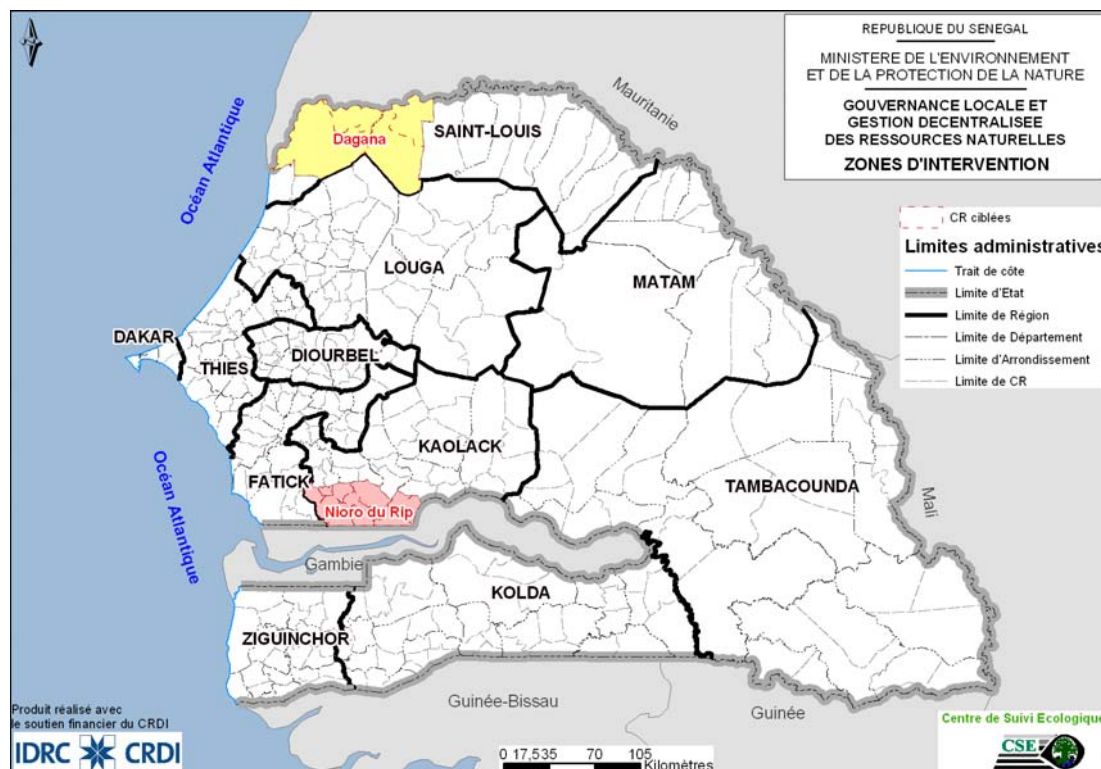 REPUBLIQUE DU SENEGAL
MINISTERE DE L'ENVIRONNEMENT
ET DE LA PROTECTION DE LA NATURE
GOUVERNANCE LOCALE ET
GESTION DECENTRALISEE
DES RESSOURCES NATURELLES
ZONES D'INTERVENTION
Mauritanie
SAINT-LOUIS
Dagana
Océan Atlantique
CR ciblées
Limites administratives
Trait de côte
Limite d'Etat
Limite de Région
Limite de Département
Limite d'Arrondissement
Limite de CR
LOUGA
MATAM
DAKAR
THIES
DIOURBEL
KAOLACK
FATICK
TAMBACOUNDA
Océan Atlantique
Nioro du Rip
Mali
Gambie
KOLDA
ZIGUINCHOR
Guinée-Bissau
Guinée
Produit réalisé avec
le soutien financier du CRDI
IDRC CRDI
0 17,535 70 105
Kilomètres
Centre de Suivi Ecologique
CSE